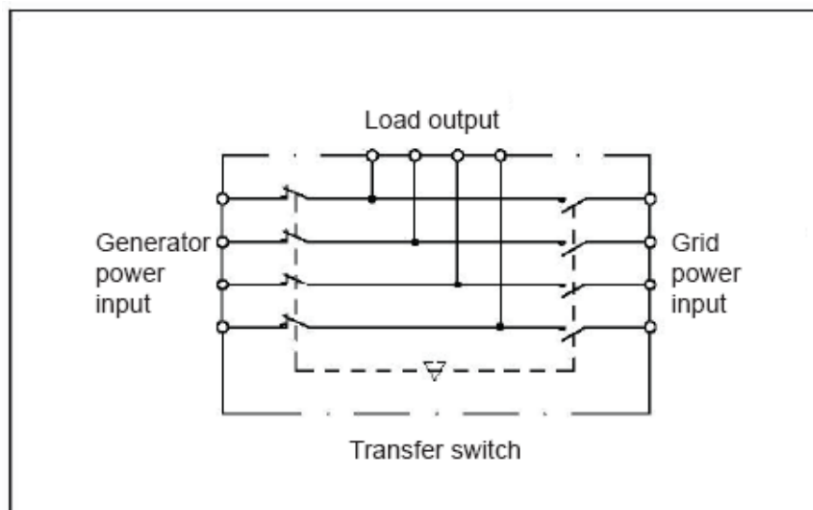 Load output
Generator
power
input
Grid
power
input
Transfer switch